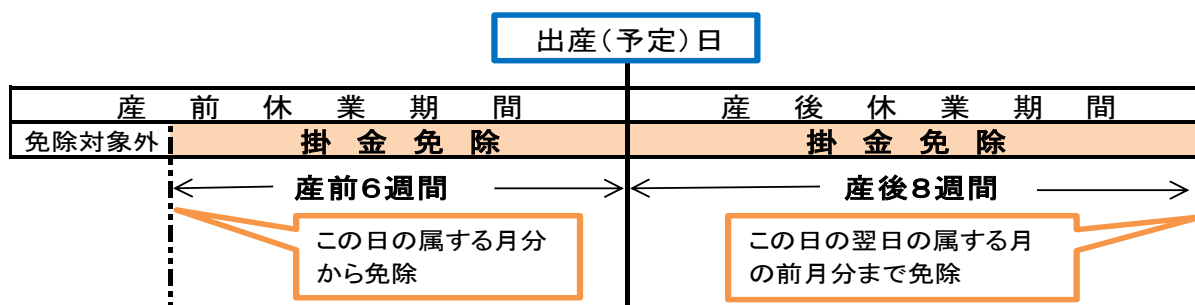 出産(予定)日
産前休業期間
産後休業期間
免除対象外
掛金免除
掛金免除
産前6週間
産後8週間
この日の属する月分
から免除
この日の翌日の属する月
の前月分まで免除